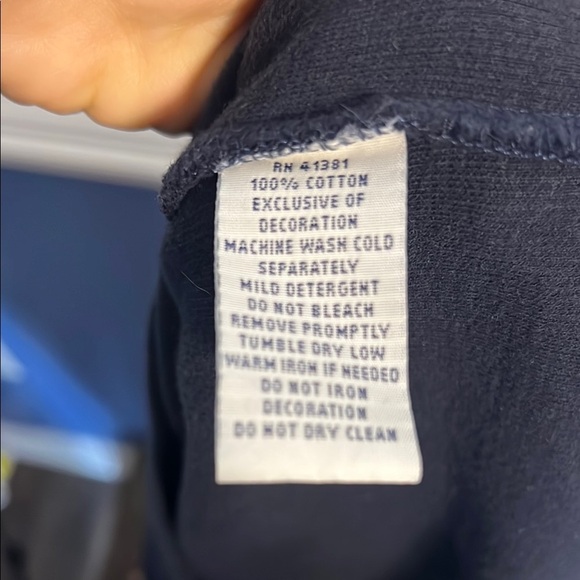 RN 41381
100% COTTON
EXCLUSIVE OF
DECORATION
MACHINE WASH COLD
SEPARATELY
MILD DETERGENT
DO NOT BLEACH
REMOVE PROMPTLY
TUMBLE DRY LOW
WARM IRON IF NEEDED
DO NOT IRON
DECORATION
DO NOT DRY CLEAN